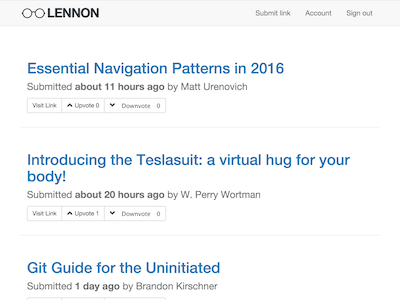 LENNON Submit link Account Sign out
Essential Navigation Patterns in 2016
Submitted about 11 hours ago by Matt Urenovich
Visit Link Upvote 0 Downvote 0
Introducing the Teslasuit: a virtual hug for your
body!
Submitted about 20 hours ago by W. Perry Wortman
Visit Link Upvote 1 Downvote 0
Git Guide for the Uninitiated
Submitted 1 day ago by Brandon Kirschner